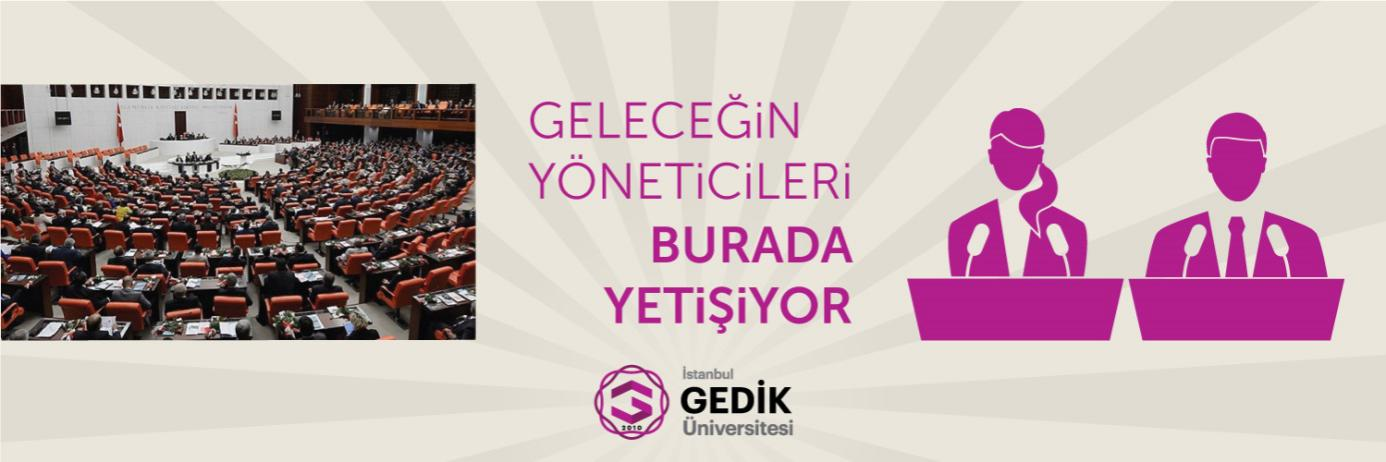 GELECEĞİN
YÖNETİCİLERİ
BURADA
YETİŞİYOR
İstanbul
GEDİK
Üniversitesi
2010